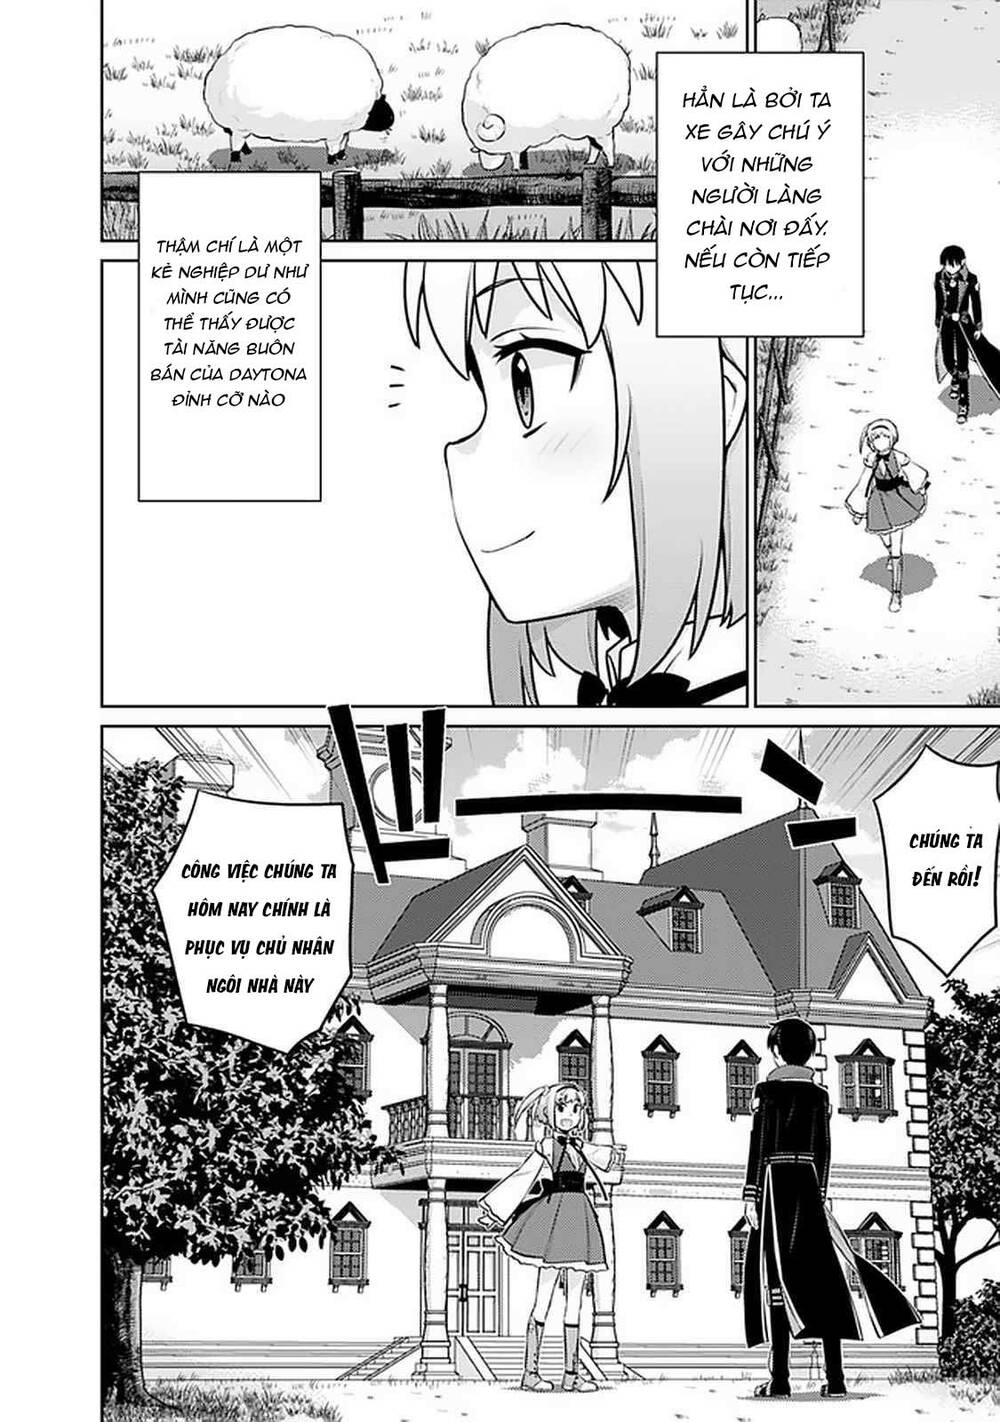 HẲN LÀ BỞI TA
XE GÂY CHÚ Ý
VỚI NHỮNG
NGƯỜI LÀNG
CHÀI NƠI ĐẤY.
NẾU CÒN TIẾP
TỤC...
THẬM CHÍ LÀ MỘT
KẺ NGHIỆP DƯ NHƯ
MÌNH CŨNG CÓ
THỂ THẤY ĐƯỢC
TÀI NĂNG BUÔN
BÁN CỦA DAYTONA
ĐỈNH CỠ NÀO
CHÚNG TA
ĐẾN RỒI!
CÔNG VIỆC CHÚNG TA
HÔM NAY CHÍNH LÀ
PHỤC VỤ CHỦ NHÂN
NGÔI NHÀ NÀY